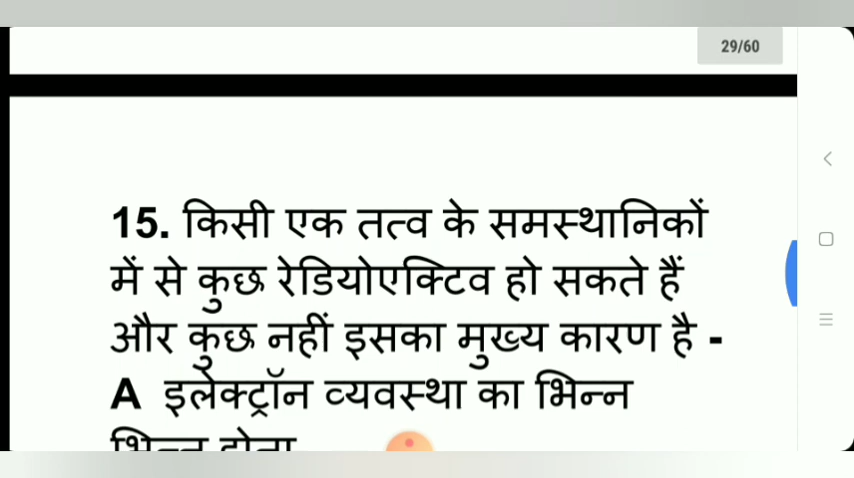 29/60
15. किसी एक तत्व के समस्थानिकों
में से कुछ रेडियोएक्टिव हो सकते हैं
और कुछ नहीं इसका मुख्य कारण है -
A इलेक्ट्रॉन व्यवस्था का भिन्न
भिन्न होना